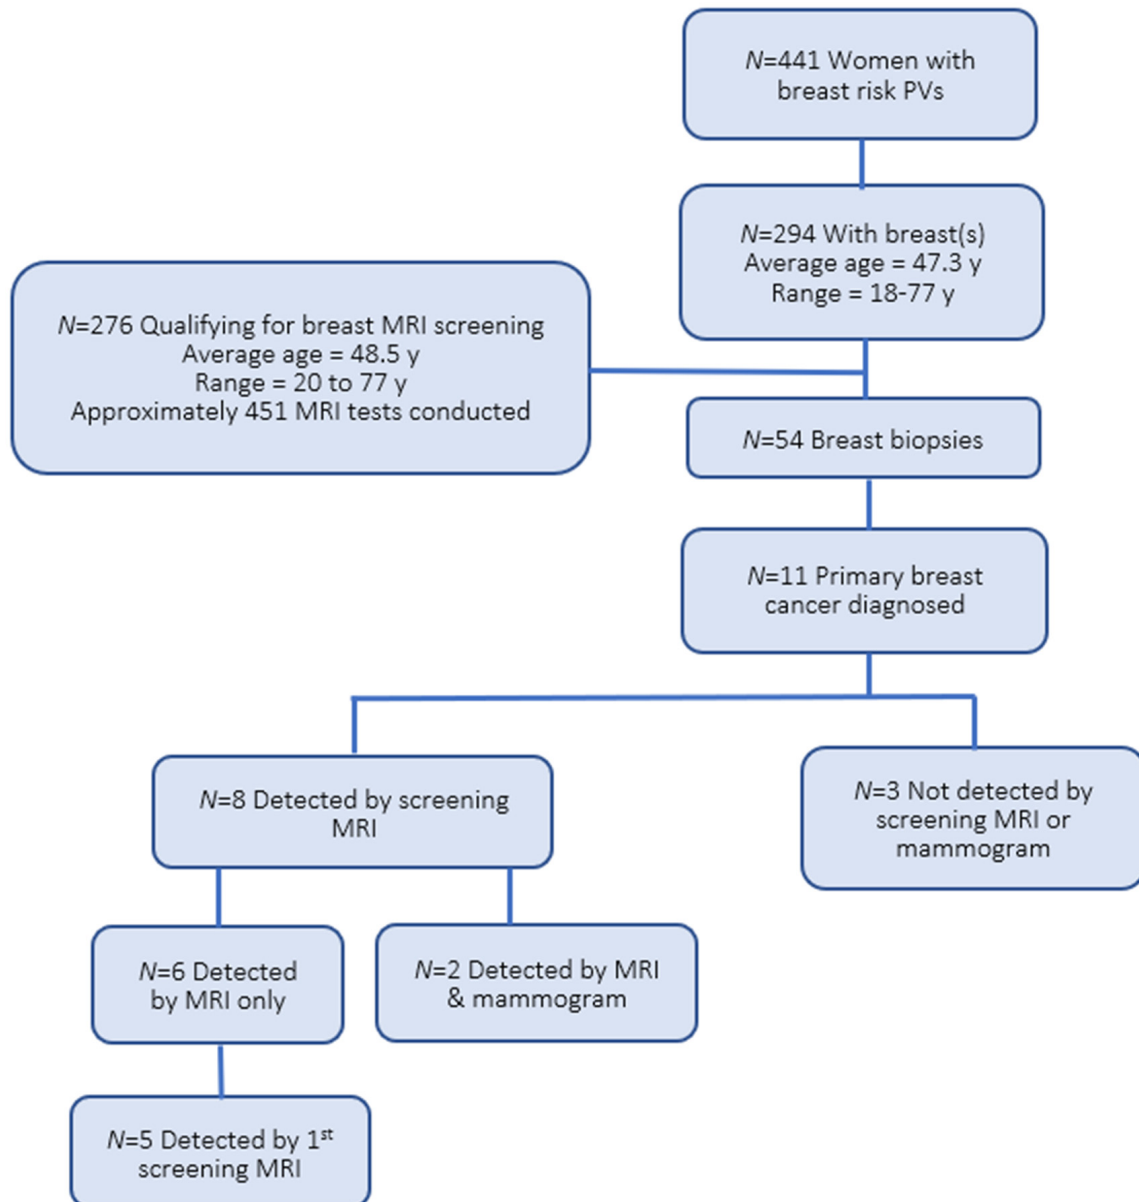 N=441 Women with
breast risk PVs
N=294 With breast(s)
Average age = 47.3 y
Range = 18-77 y
N=276 Qualifying for breast MRI screening
Average age = 48.5 y
Range = 20 to 77 y
Approximately 451 MRI tests conducted
N=54 Breast biopsies
N=11 Primary breast
cancer diagnosed
N=8 Detected by screening
MRI
N=3 Not detected by
screening MRI or
mammogram
N=6 Detected
by MRI only
N=2 Detected by MRI
& mammogram
N=5 Detected by 1st
screening MRI